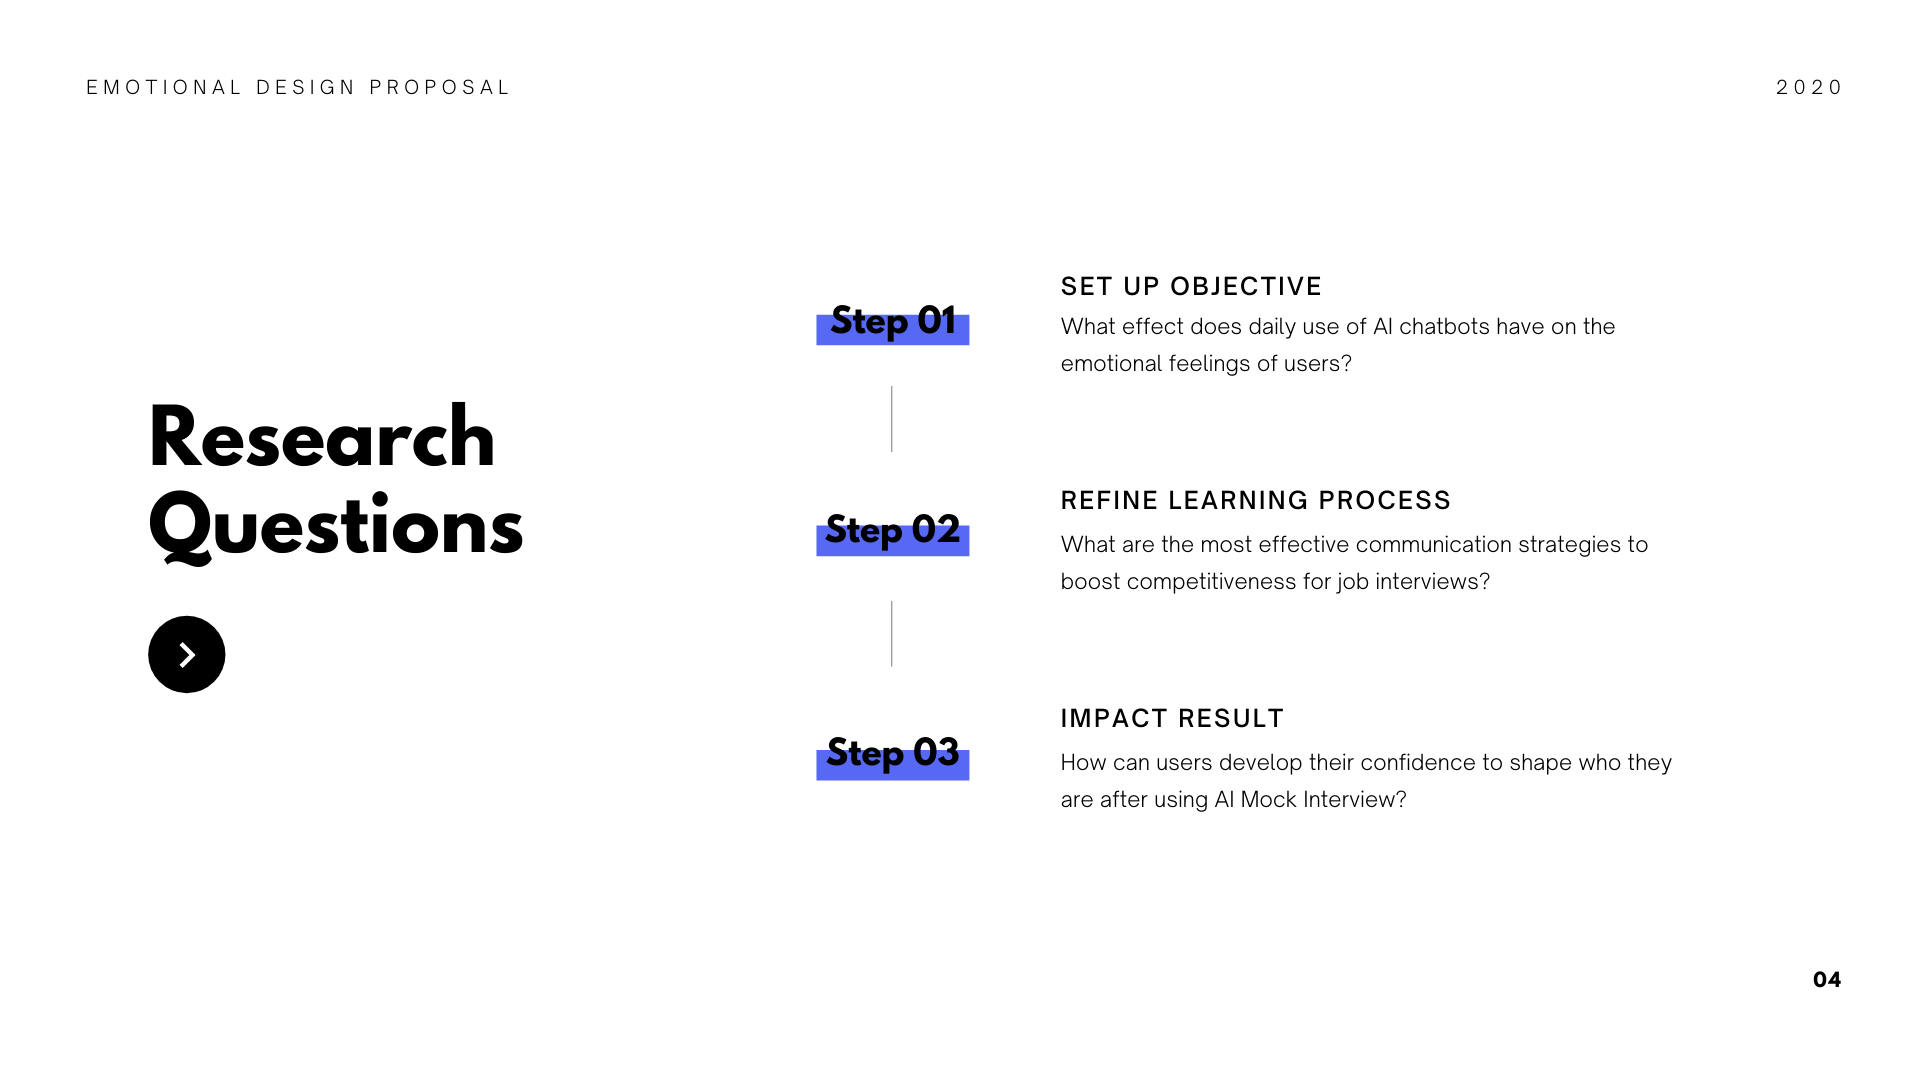 EMOTIONAL DESIGN PROPOSAL
2020
Research
Questions
Step 01
SET UP OBJECTIVE
What effect does daily use of AI chatbots have on the
emotional feelings of users?
Step 02
REFINE LEARNING PROCESS
What are the most effective communication strategies to
boost competitiveness for job interviews?
Step 03
IMPACT RESULT
How can users develop their confidence to shape who they
are after using AI Mock Interview?
04